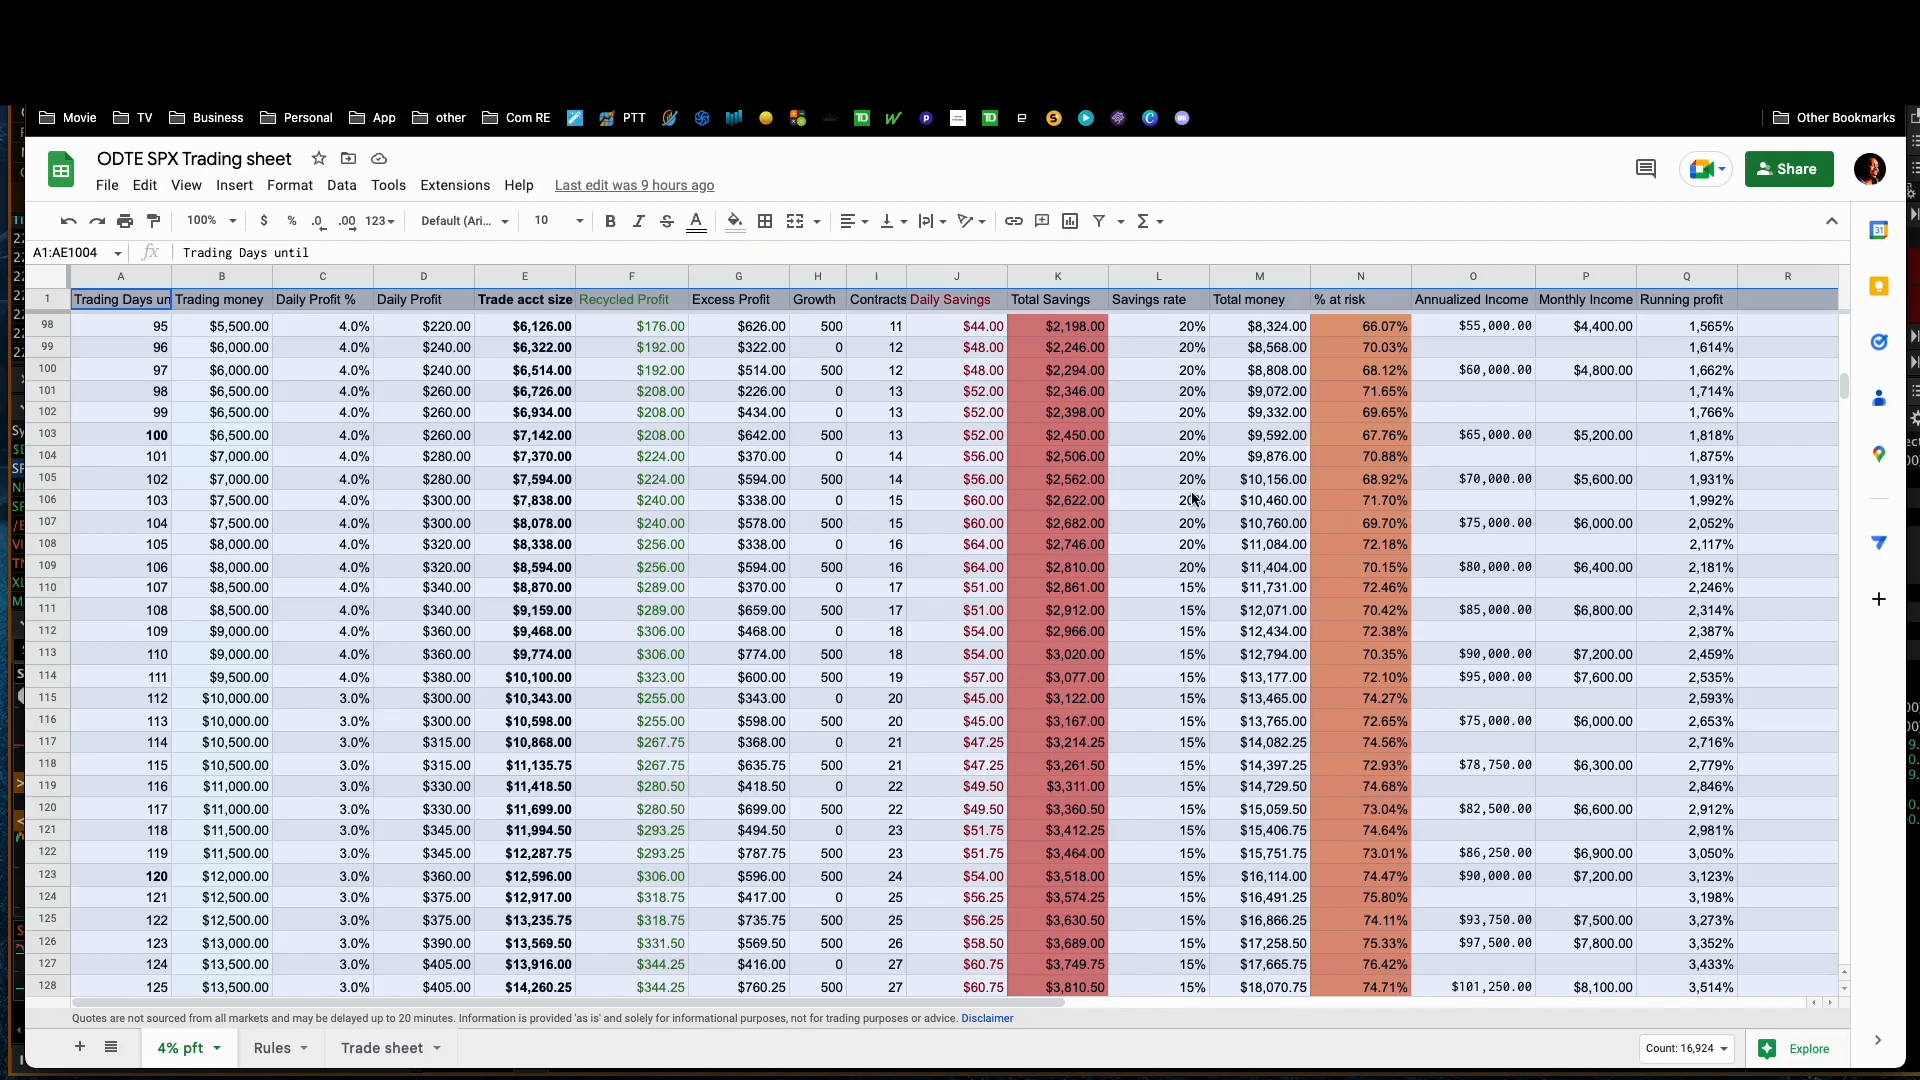 Movie TV Business Personal App other Com RE PTT Other Bookmarks
ODTE SPX Trading sheet
File Edit View Insert Format Data Tools Extensions Help Last edit was 9 hours ago
Share
100% $ % .0 .00 123 Default (Ari... 10 B I S A
A1:AE1004 fx Trading Days until
A B C D E F G H I J K L M N O P Q R
1 Trading Days un Trading money Daily Profit % Daily Profit Trade acct size Recycled Profit Excess Profit Growth Contracts Daily Savings Total Savings Savings rate Total money % at risk Annualized Income Monthly Income Running profit
98 95 $5,500.00 4.0% $220.00 $6,126.00 $176.00 $626.00 500 11 $44.00 $2,198.00 20% $8,324.00 66.07% $55,000.00 $4,400.00 1,565%
99 96 $6,000.00 4.0% $240.00 $6,322.00 $192.00 $322.00 0 12 $48.00 $2,246.00 20% $8,568.00 70.03% 1,614%
100 97 $6,000.00 4.0% $240.00 $6,514.00 $192.00 $514.00 500 12 $48.00 $2,294.00 20% $8,808.00 68.12% $60,000.00 $4,800.00 1,662%
101 98 $6,500.00 4.0% $260.00 $6,726.00 $208.00 $226.00 0 13 $52.00 $2,346.00 20% $9,072.00 71.65% 1,714%
102 99 $6,500.00 4.0% $260.00 $6,934.00 $208.00 $434.00 0 13 $52.00 $2,398.00 20% $9,332.00 69.65% 1,766%
103 100 $6,500.00 4.0% $260.00 $7,142.00 $208.00 $642.00 500 13 $52.00 $2,450.00 20% $9,592.00 67.76% $65,000.00 $5,200.00 1,818%
104 101 $7,000.00 4.0% $280.00 $7,370.00 $224.00 $370.00 0 14 $56.00 $2,506.00 20% $9,876.00 70.88% 1,875%
105 102 $7,000.00 4.0% $280.00 $7,594.00 $224.00 $594.00 500 14 $56.00 $2,562.00 20% $10,156.00 68.92% $70,000.00 $5,600.00 1,931%
106 103 $7,500.00 4.0% $300.00 $7,838.00 $240.00 $338.00 0 15 $60.00 $2,622.00 20% $10,460.00 71.70% 1,992%
107 104 $7,500.00 4.0% $300.00 $8,078.00 $240.00 $578.00 500 15 $60.00 $2,682.00 20% $10,760.00 69.70% $75,000.00 $6,000.00 2,052%
108 105 $8,000.00 4.0% $320.00 $8,338.00 $256.00 $338.00 0 16 $64.00 $2,746.00 20% $11,084.00 72.18% 2,117%
109 106 $8,000.00 4.0% $320.00 $8,594.00 $256.00 $594.00 500 16 $64.00 $2,810.00 20% $11,404.00 70.15% $80,000.00 $6,400.00 2,181%
110 107 $8,500.00 4.0% $340.00 $8,870.00 $289.00 $370.00 0 17 $51.00 $2,861.00 15% $11,731.00 72.46% 2,246%
111 108 $8,500.00 4.0% $340.00 $9,159.00 $289.00 $659.00 500 17 $51.00 $2,912.00 15% $12,071.00 70.42% $85,000.00 $6,800.00 2,314%
112 109 $9,000.00 4.0% $360.00 $9,468.00 $306.00 $468.00 0 18 $54.00 $2,966.00 15% $12,434.00 72.38% 2,387%
113 110 $9,000.00 4.0% $360.00 $9,774.00 $306.00 $774.00 500 18 $54.00 $3,020.00 15% $12,794.00 70.35% $90,000.00 $7,200.00 2,459%
114 111 $9,500.00 4.0% $380.00 $10,100.00 $323.00 $600.00 500 19 $57.00 $3,077.00 15% $13,177.00 72.10% $95,000.00 $7,600.00 2,535%
115 112 $10,000.00 3.0% $300.00 $10,343.00 $255.00 $343.00 0 20 $45.00 $3,122.00 15% $13,465.00 74.27% 2,593%
116 113 $10,000.00 3.0% $300.00 $10,598.00 $255.00 $598.00 500 20 $45.00 $3,167.00 15% $13,765.00 72.65% $75,000.00 $6,000.00 2,653%
117 114 $10,500.00 3.0% $315.00 $10,868.00 $267.75 $368.00 0 21 $47.25 $3,214.25 15% $14,082.25 74.56% 2,716%
118 115 $10,500.00 3.0% $315.00 $11,135.75 $267.75 $635.75 500 21 $47.25 $3,261.50 15% $14,397.25 72.93% $78,750.00 $6,300.00 2,779%
119 116 $11,000.00 3.0% $330.00 $11,418.50 $280.50 $418.50 0 22 $49.50 $3,311.00 15% $14,729.50 74.68% 2,846%
120 117 $11,000.00 3.0% $330.00 $11,699.00 $280.50 $699.00 500 22 $49.50 $3,360.50 15% $15,059.50 73.04% $82,500.00 $6,600.00 2,912%
121 118 $11,500.00 3.0% $345.00 $11,994.50 $293.25 $494.50 0 23 $51.75 $3,412.25 15% $15,406.75 74.64% 2,981%
122 119 $11,500.00 3.0% $345.00 $12,287.75 $293.25 $787.75 500 23 $51.75 $3,464.00 15% $15,751.75 73.01% $86,250.00 $6,900.00 3,050%
123 120 $12,000.00 3.0% $360.00 $12,596.00 $306.00 $596.00 500 24 $54.00 $3,518.00 15% $16,114.00 74.47% $90,000.00 $7,200.00 3,123%
124 121 $12,500.00 3.0% $375.00 $12,917.00 $318.75 $417.00 0 25 $56.25 $3,574.25 15% $16,491.25 75.80% 3,198%
125 122 $12,500.00 3.0% $375.00 $13,235.75 $318.75 $735.75 500 25 $56.25 $3,630.50 15% $16,866.25 74.11% $93,750.00 $7,500.00 3,273%
126 123 $13,000.00 3.0% $390.00 $13,569.50 $331.50 $569.50 500 26 $58.50 $3,689.00 15% $17,258.50 75.33% $97,500.00 $7,800.00 3,352%
127 124 $13,500.00 3.0% $405.00 $13,916.00 $344.25 $416.00 0 27 $60.75 $3,749.75 15% $17,665.75 76.42% 3,433%
128 125 $13,500.00 3.0% $405.00 $14,260.25 $344.25 $760.25 500 27 $60.75 $3,810.50 15% $18,070.75 74.71% $101,250.00 $8,100.00 3,514%
Quotes are not sourced from all markets and may be delayed up to 20 minutes. Information is provided 'as is' and solely for informational purposes, not for trading purposes or advice. Disclaimer
4% pft Rules Trade sheet Count: 16,924 Explore